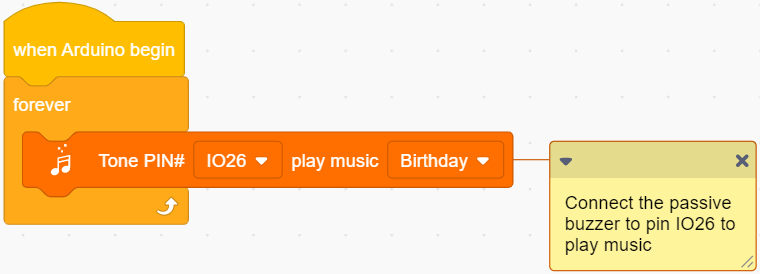 when Arduino begin
forever
Tone PIN# IO26 play music Birthday
Connect the passive
buzzer to pin IO26 to
play music